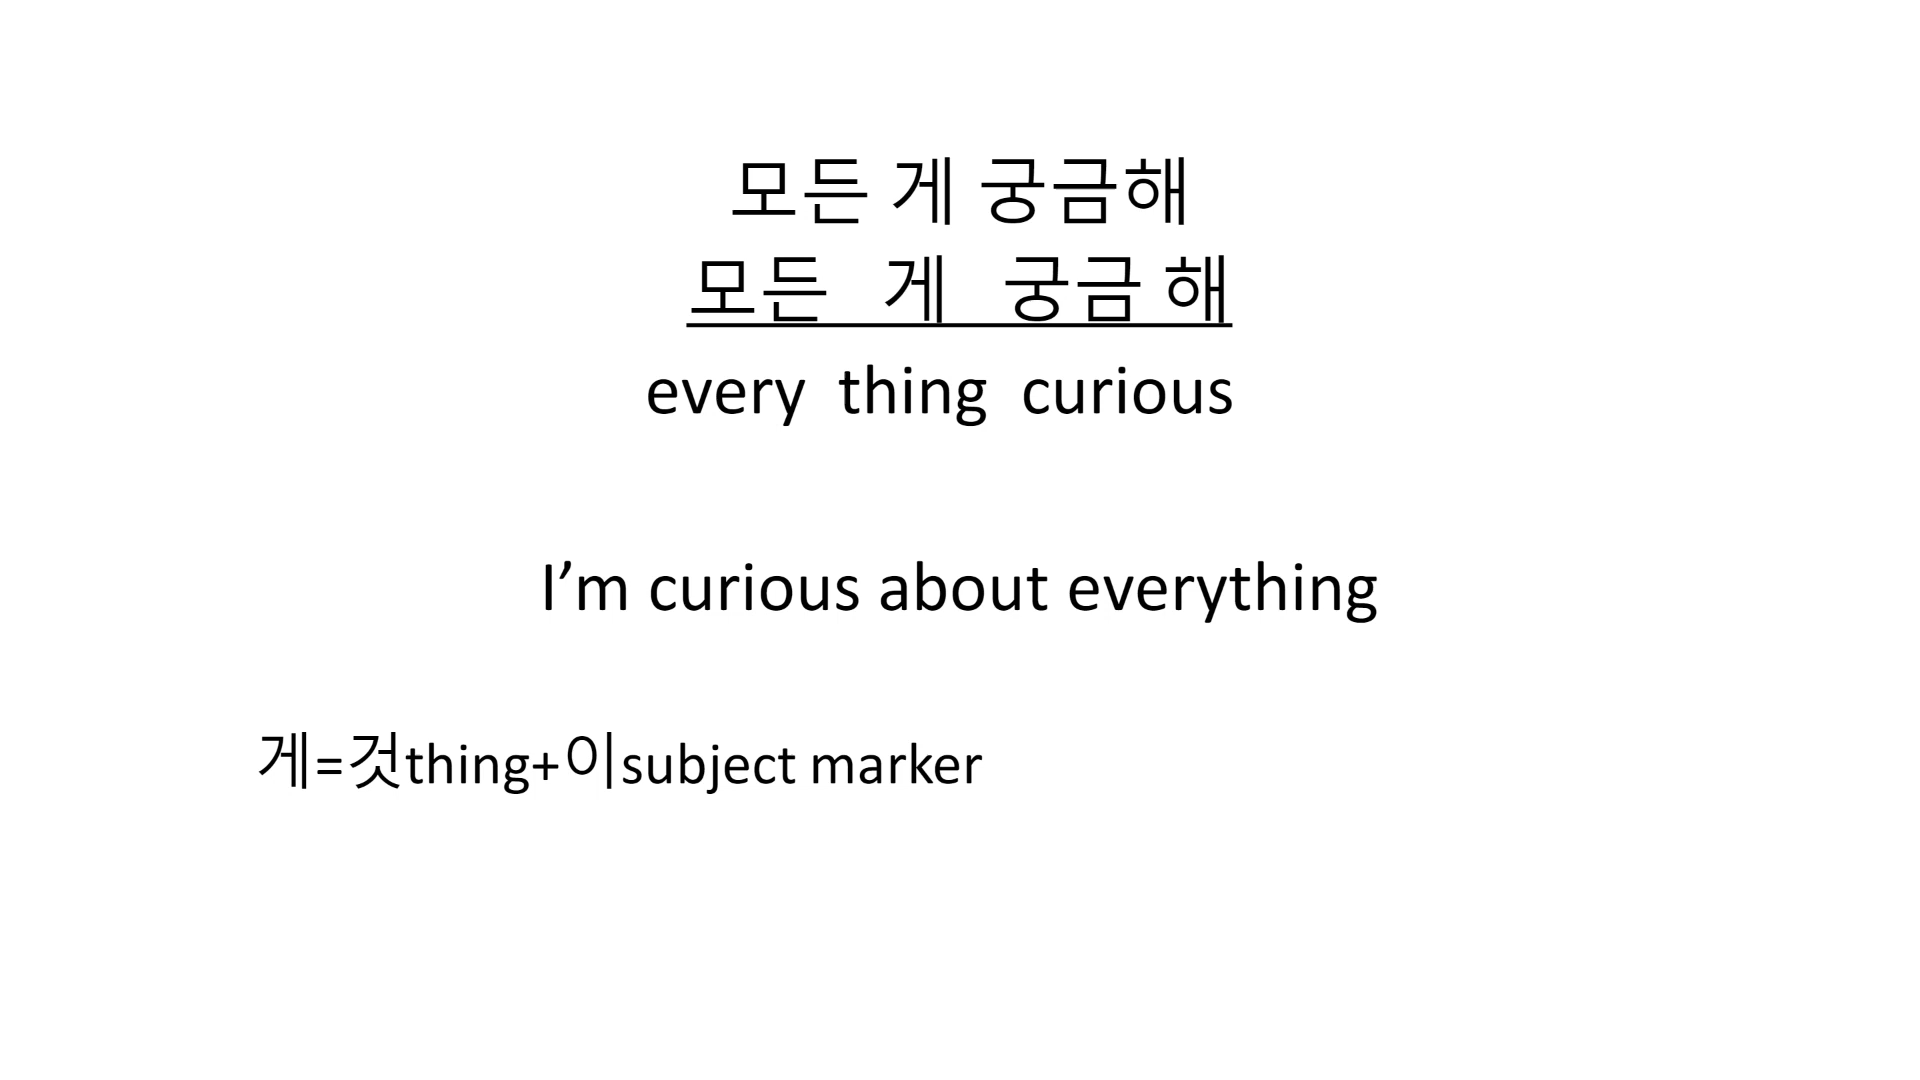 모든 게 궁금해
모든 게 궁금 해
every thing curious
I’m curious about everything
게=것thing+이subject marker